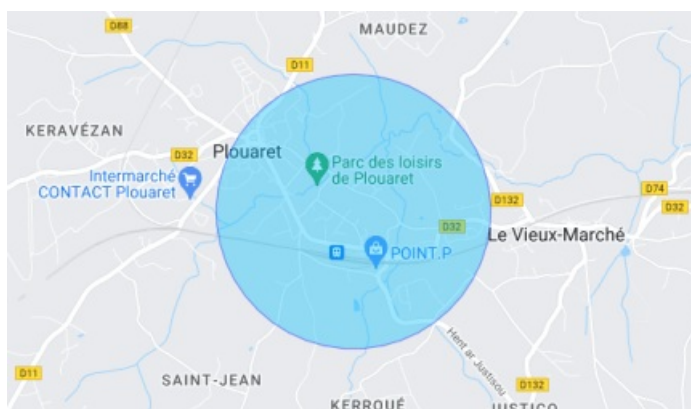 D88
MAUDEZ
D11
KERAVÉZAN
D32
Plouaret
Intermarché
CONTACT Plouaret
Parc des loisirs
de Plouaret
D74
D132
D32
D32
Le Vieux-Marché
POINT.P
Hent ar Justisou
D11
SAINT-JEAN
D132
KERROUÉ
JUSTICO